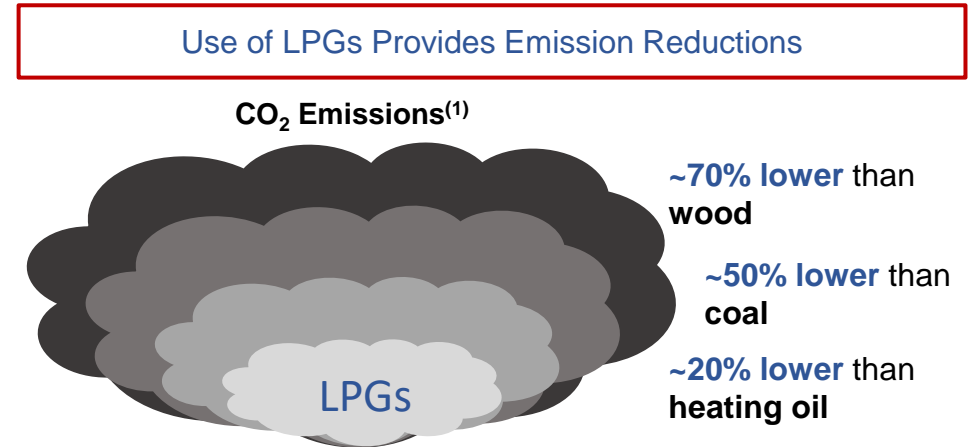 Use of LPGs Provides Emission Reductions
CO₂ Emissions⁽¹⁾
~70% lower than
wood
~50% lower than
coal
~20% lower than
heating oil
LPGs